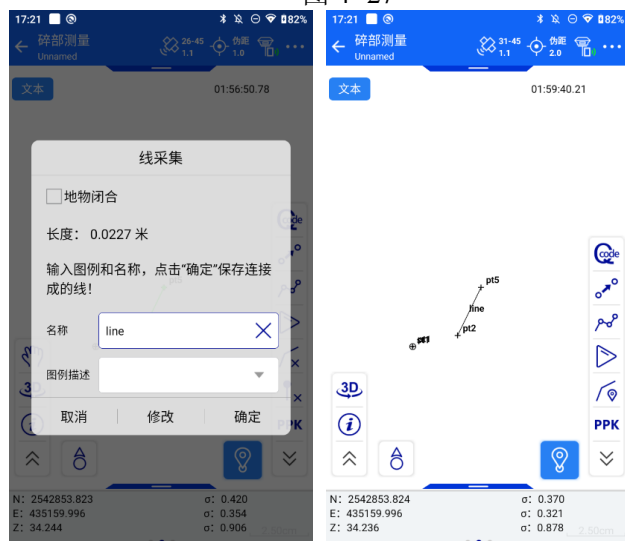 17:21
82%
碎部测量
Unnamed
26-45
1.1
伪距
1.0
文本
01:56:50.78
线采集
地物闭合
长度： 0.0227 米
输入图例和名称，点击“确定”保存连接
成的线！
名称
line
图例描述
取消
修改
确定
3D
N: 2542853.823
σ: 0.420
E: 435159.996
σ: 0.354
Z: 34.244
σ: 0.906
2.50cm
17:21
82%
碎部测量
Unnamed
31-45
1.1
伪距
2.0
文本
01:59:40.21
code
pt5
line
pt2
3D
i
PPK
N: 2542853.824
σ: 0.370
E: 435159.996
σ: 0.321
Z: 34.236
σ: 0.878
2.50cm